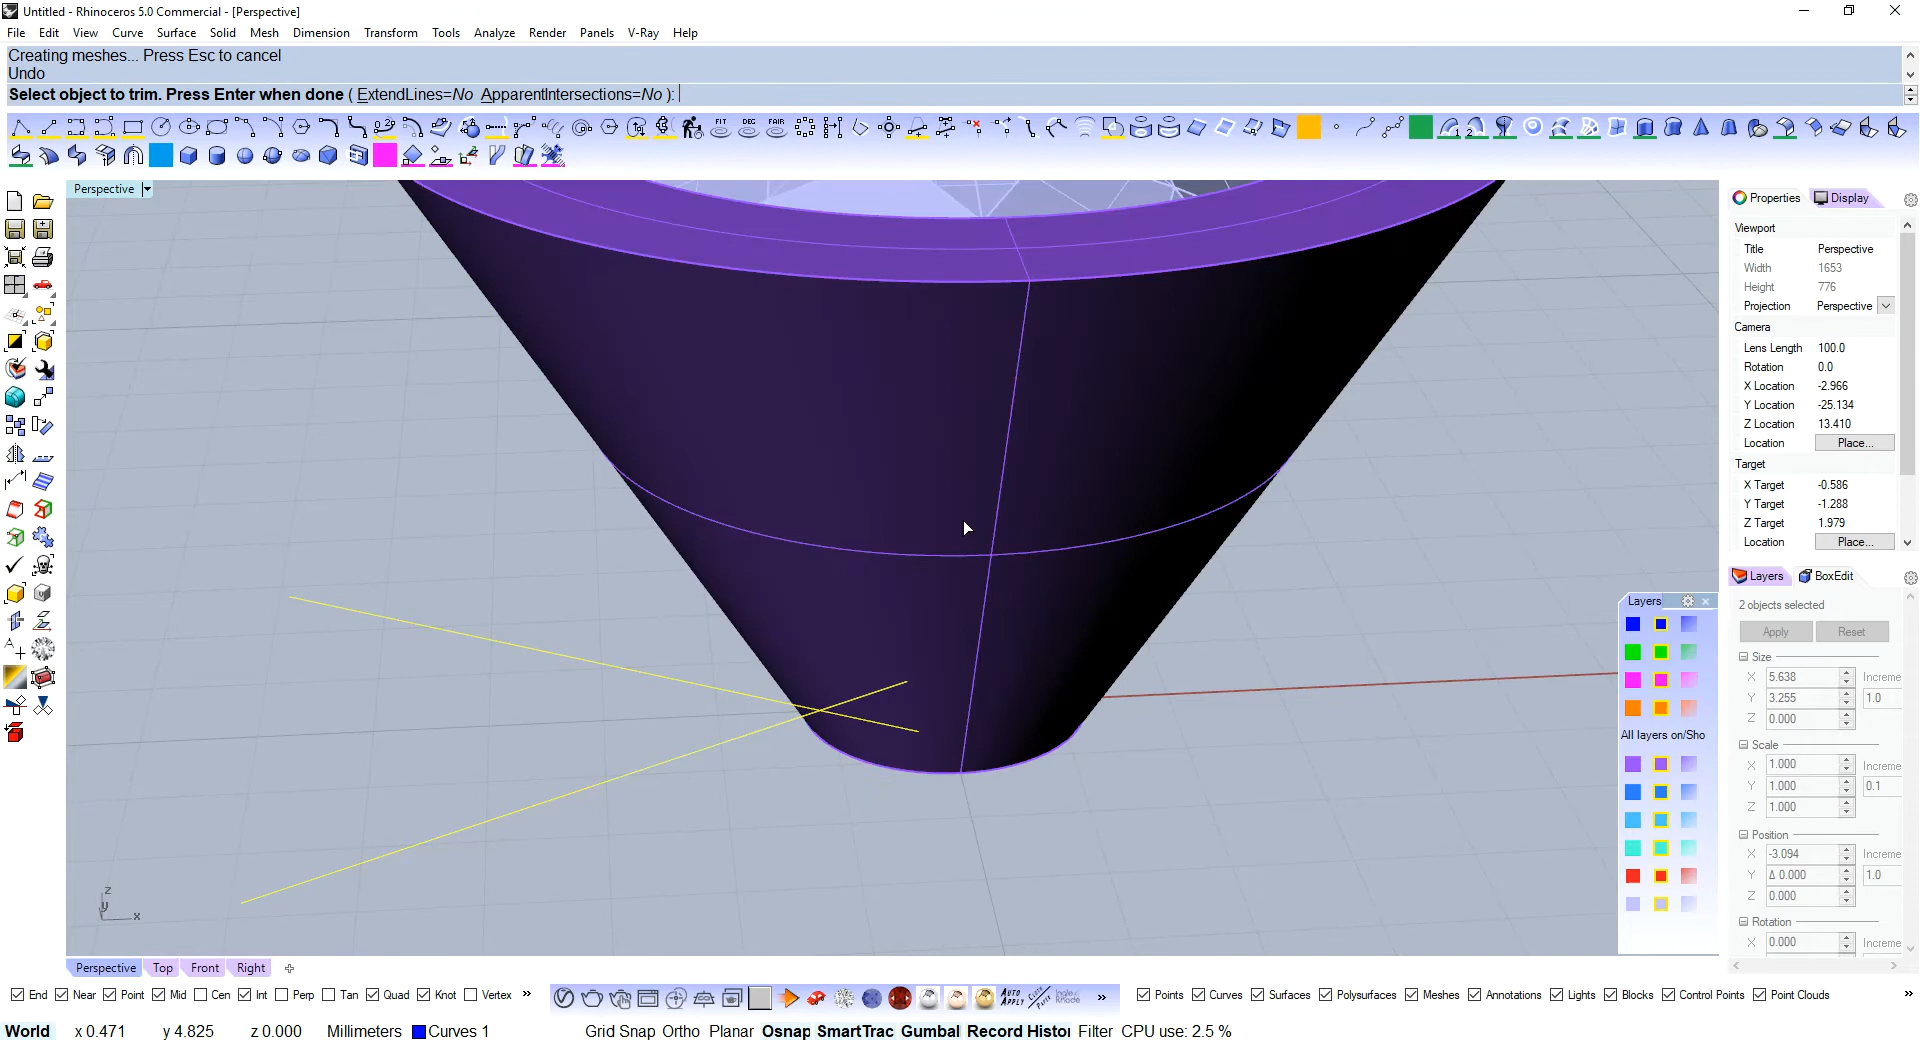 Untitled - Rhinoceros 5.0 Commercial - [Perspective]
File Edit View Curve Surface Solid Mesh Dimension Transform Tools Analyze Render Panels V-Ray Help
Creating meshes... Press Esc to cancel
Undo
Select object to trim. Press Enter when done ( ExtendLines=No ApparentIntersections=No ):
FIT DEC FAIR
Perspective
Properties Display
Viewport
Title Perspective
Width 1653
Height 776
Projection Perspective
Camera
Lens Length 100.0
Rotation 0.0
X Location -2.966
Y Location -25.134
Z Location 13.410
Location Place...
Target
X Target -0.586
Y Target -1.288
Z Target 1.979
Location Place...
Layers BoxEdit
2 objects selected
Apply Reset
Size
X 5.638 Increme
Y 3.255 1.0
Z 0.000
Scale
X 1.000 Increme
Y 1.000 0.1
Z 1.000
Position
X -3.094 Increme
Y Δ 0.000 1.0
Z 0.000
Rotation
X 0.000 Increme
Layers
All layers on/Sho
z
y
x
Perspective Top Front Right
End Near Point Mid Cen Int Perp Tan Quad Knot Vertex »
AUTO APPLY
» Points Curves Surfaces Polysurfaces Meshes Annotations Lights Blocks Control Points Point Clouds »
World x 0.471 y 4.825 z 0.000 Millimeters Curves 1 Grid Snap Ortho Planar Osnap SmartTrac Gumbal Record Histo Filter CPU use: 2.5 %